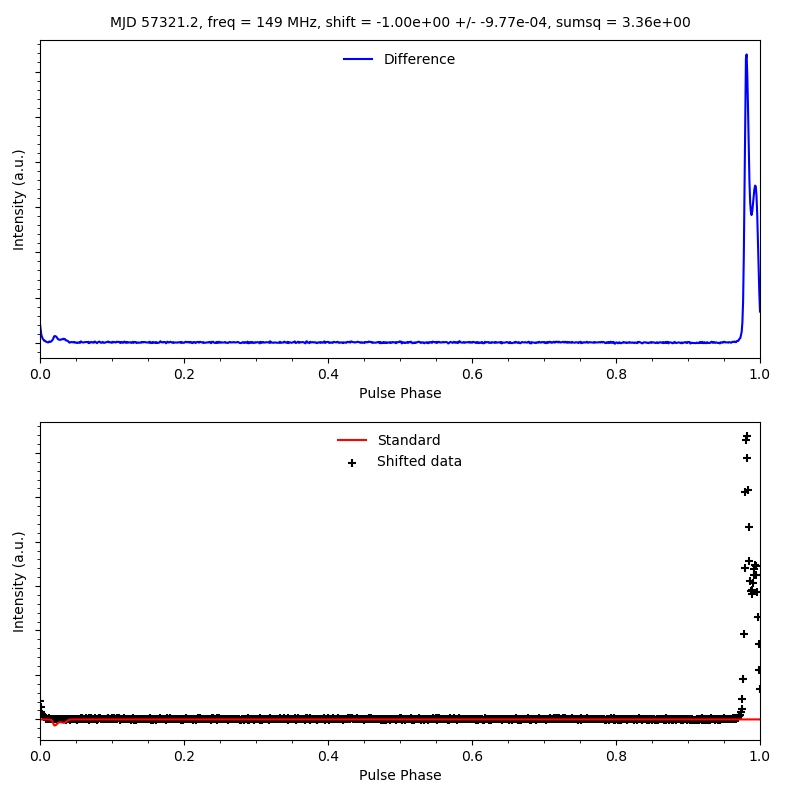 MJD 57321.2, freq = 149 MHz, shift = -1.00e+00 +/- -9.77e-04, sumsq = 3.36e+00
Difference
Intensity (a.u.)
0.0 0.2 0.4 0.6 0.8 1.0
Pulse Phase
Standard
Shifted data
Intensity (a.u.)
0.0 0.2 0.4 0.6 0.8 1.0
Pulse Phase